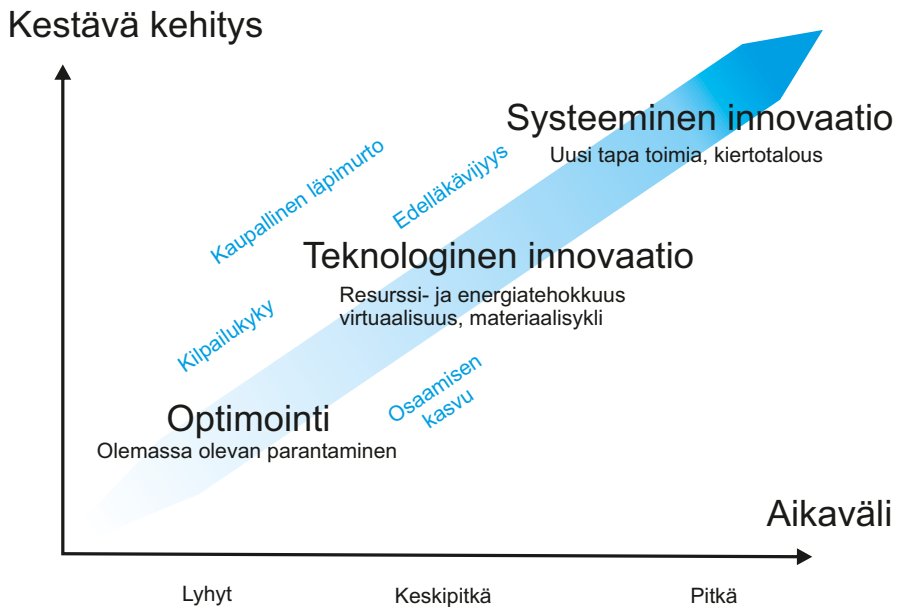 Kestävä kehitys
Systeeminen innovaatio
Uusi tapa toimia, kiertotalous
Kaupallinen läpimurto
Edelläkävijyys
Teknologinen innovaatio
Resurssi- ja energiatehokkuus
virtuaalisuus, materiaalisykli
Kilpailukyky
Osaamisen
kasvu
Optimointi
Olemassa olevan parantaminen
Aikaväli
Lyhyt
Keskipitkä
Pitkä